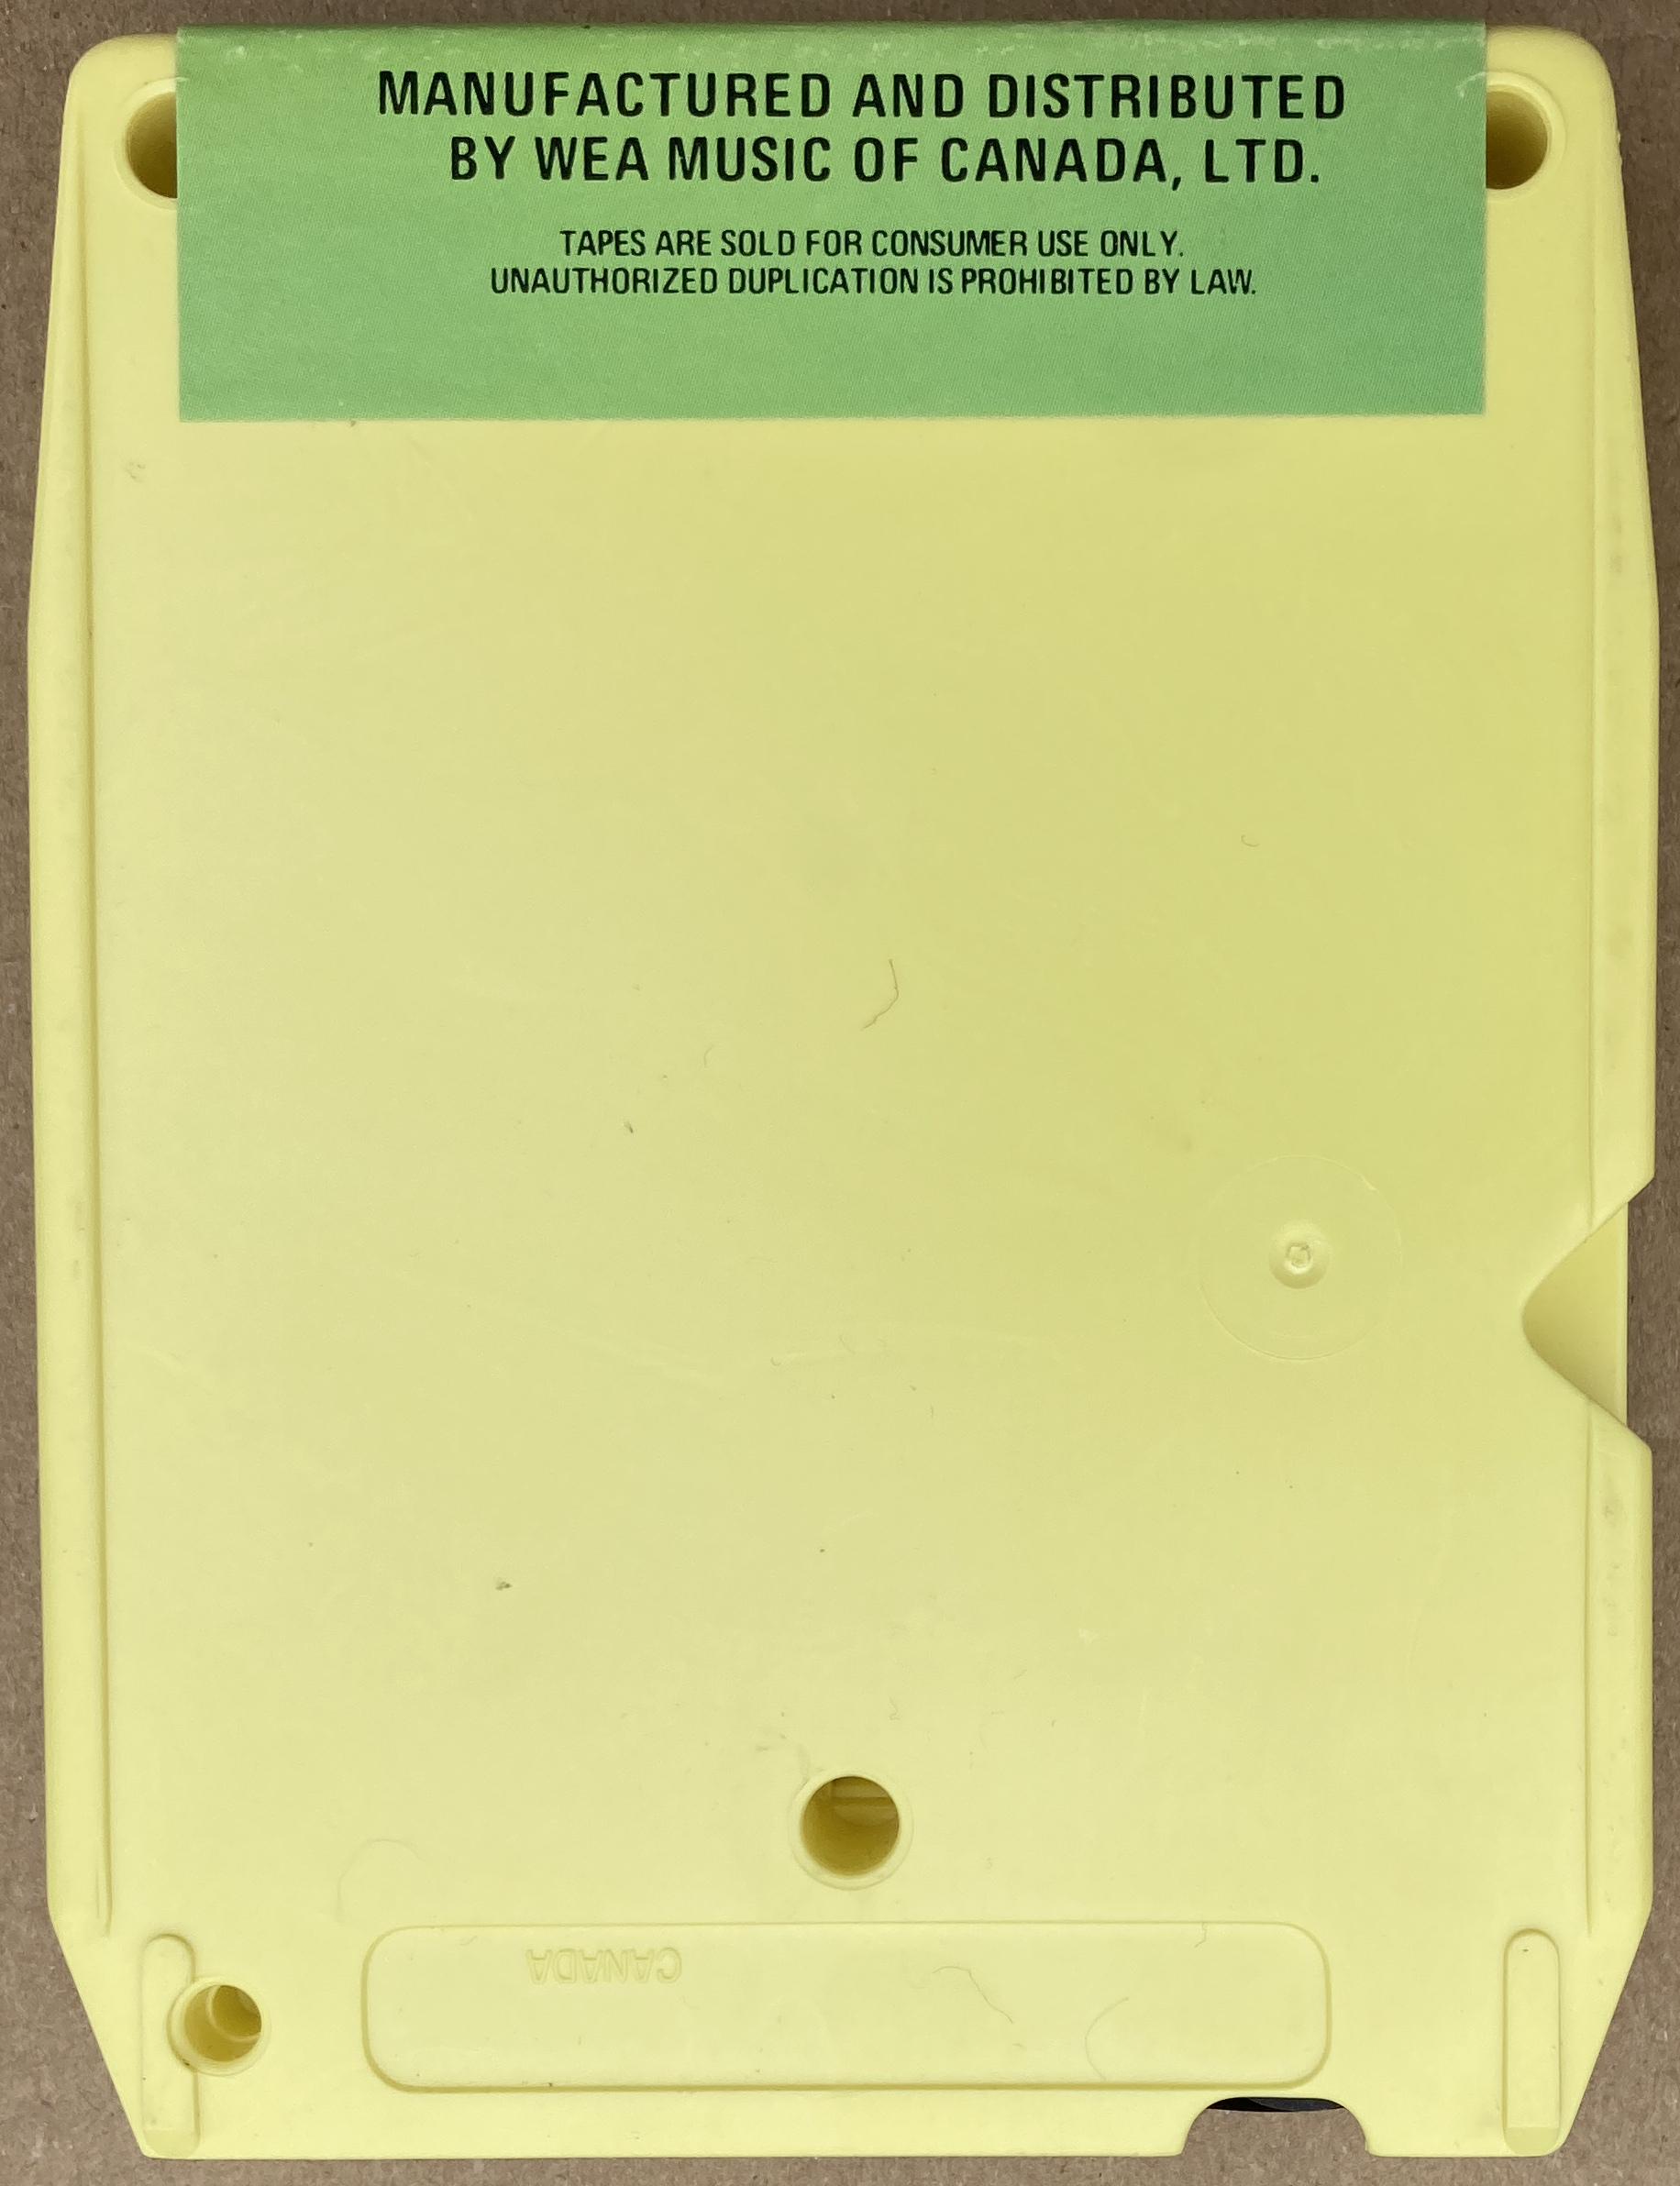 MANUFACTURED AND DISTRIBUTED
BY WEA MUSIC OF CANADA, LTD.
TAPES ARE SOLD FOR CONSUMER USE ONLY.
UNAUTHORIZED DUPLICATION IS PROHIBITED BY LAW.
CANADA